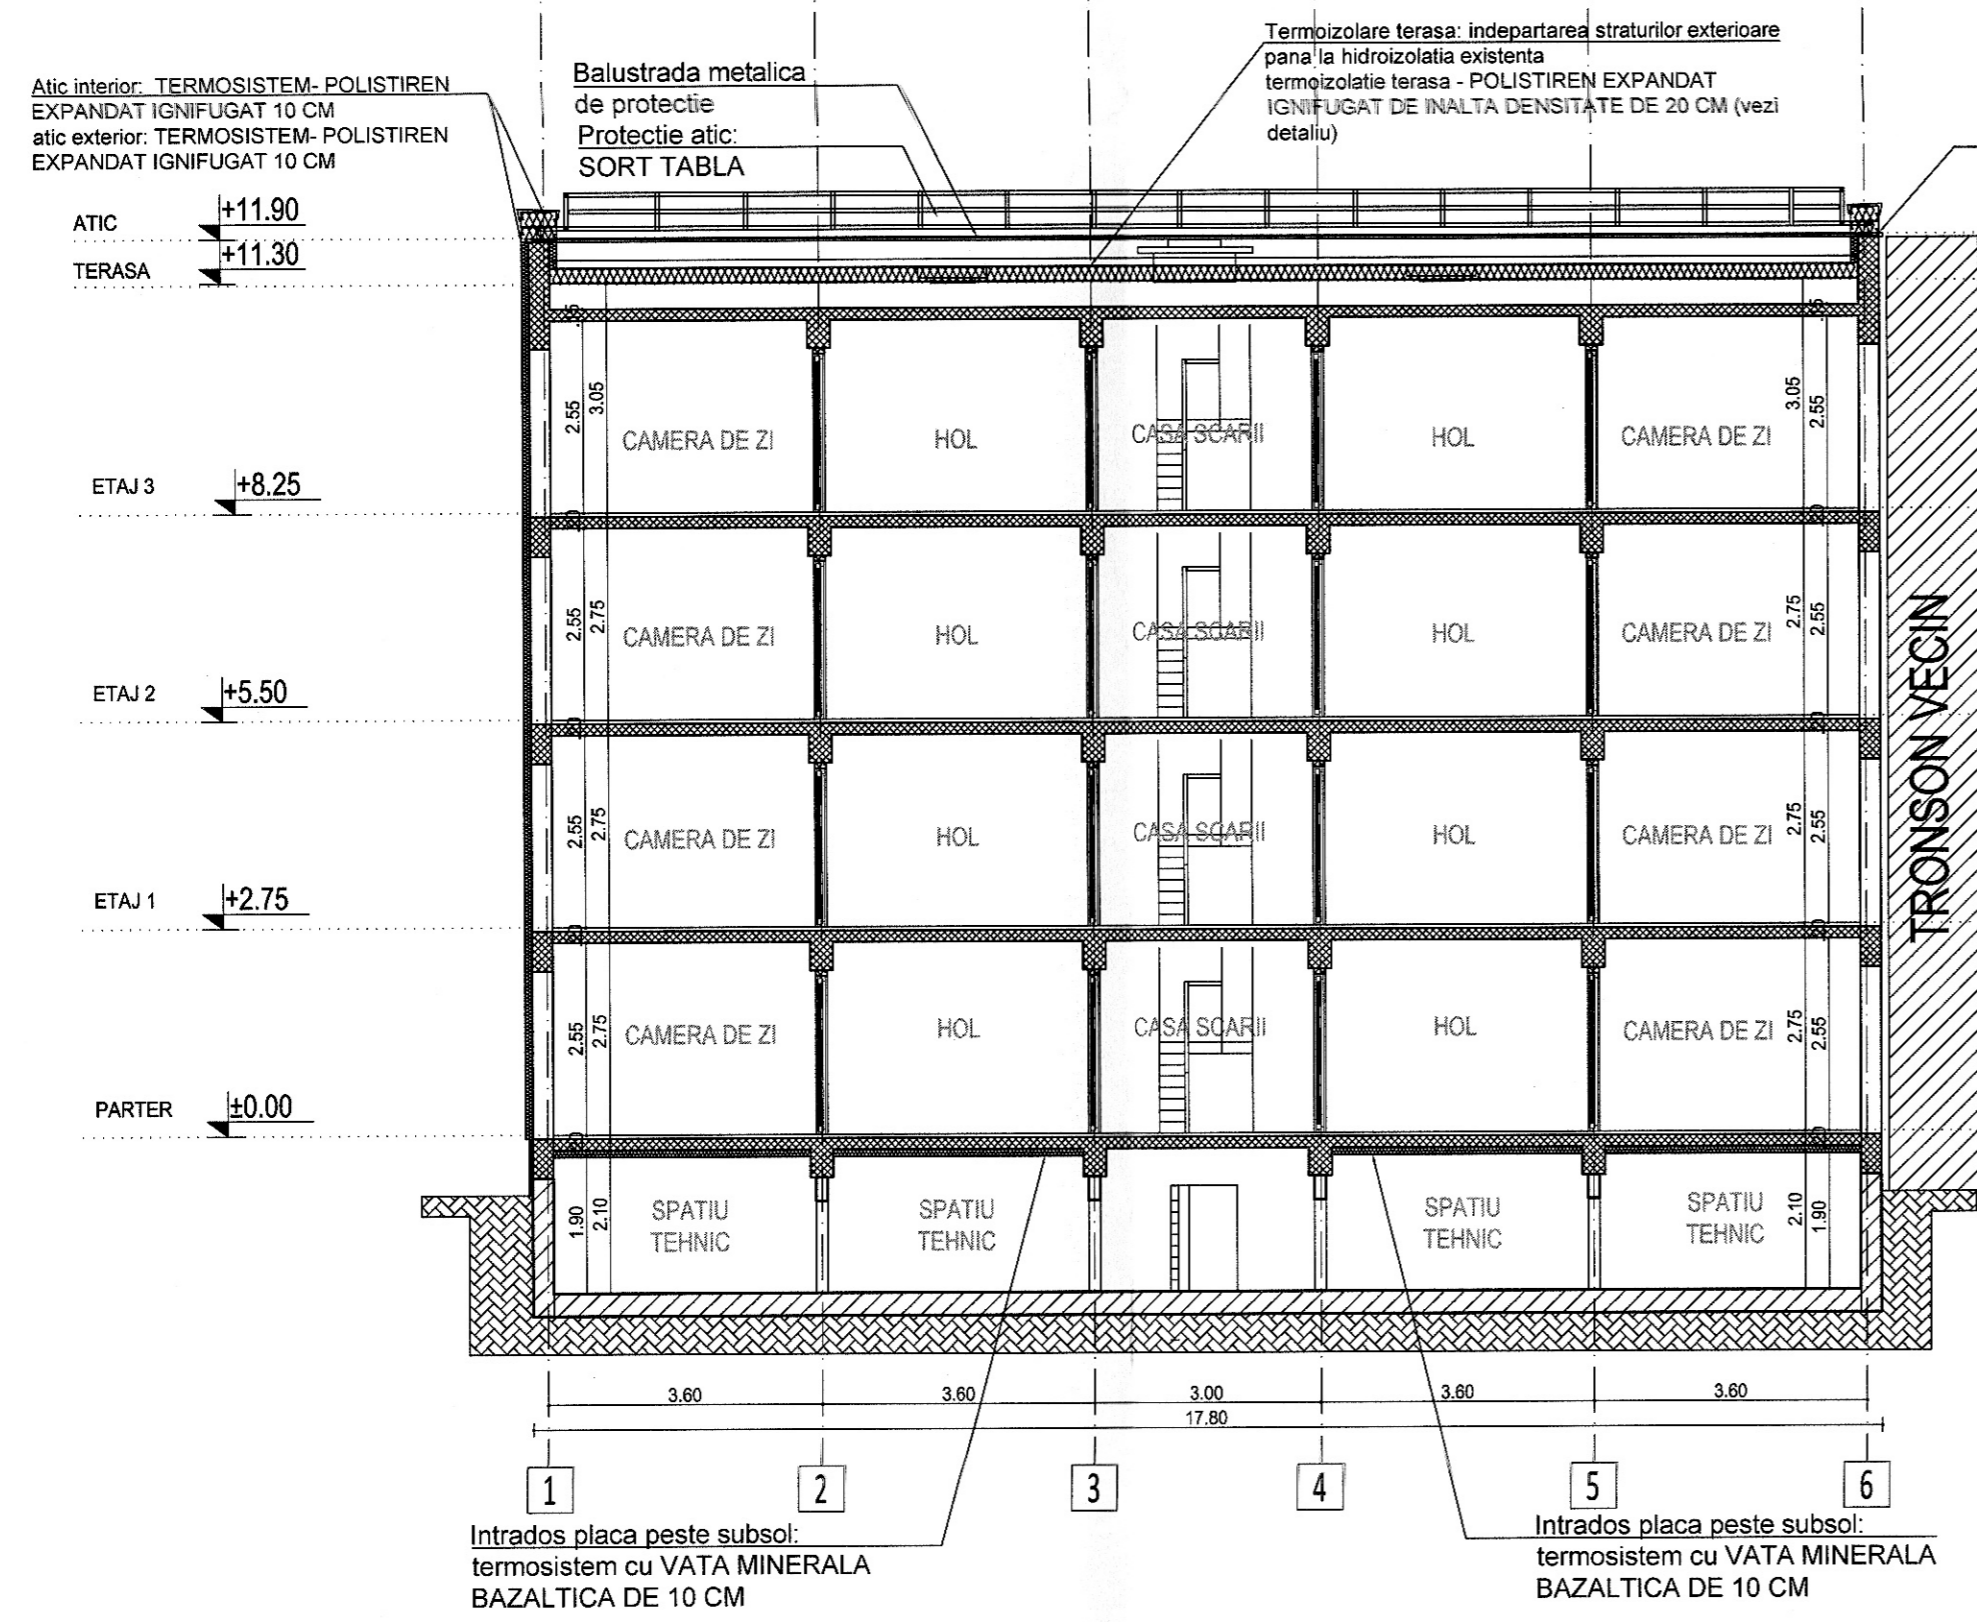 Termoizolare terasa: indepartarea straturilor exterioare
pana la hidroizolatia existenta
termoizolatie terasa - POLISTIREN EXPANDAT
IGNIFUGAT DE INALTA DENSITATE DE 20 CM (vezi
detaliu)
Balustrada metalica
de protectie
Protectie atic:
SORT TABLA
Atic interior: TERMOSISTEM- POLISTIREN
EXPANDAT IGNIFUGAT 10 CM
atic exterior: TERMOSISTEM- POLISTIREN
EXPANDAT IGNIFUGAT 10 CM
ATIC +11.90
TERASA +11.30
2.55 3.05 CAMERA DE ZI HOL CASA SCARII HOL CAMERA DE ZI 3.05 2.55
ETAJ 3 +8.25
2.55 2.75 CAMERA DE ZI HOL CASA SCARII HOL CAMERA DE ZI 2.75 2.55
ETAJ 2 +5.50
2.55 2.75 CAMERA DE ZI HOL CASA SCARII HOL CAMERA DE ZI 2.75 2.55
ETAJ 1 +2.75
2.55 2.75 CAMERA DE ZI HOL CASA SCARII HOL CAMERA DE ZI 2.75 2.55
PARTER ±0.00
TRONSON VECIN
1.90 2.10 SPATIU SPATIU SPATIU SPATIU 2.10 1.90
TEHNIC TEHNIC TEHNIC TEHNIC
3.60 3.60 3.00 3.60 3.60
17.80
1 2 3 4 5 6
Intrados placa peste subsol:
termosistem cu VATA MINERALA
BAZALTICA DE 10 CM
Intrados placa peste subsol:
termosistem cu VATA MINERALA
BAZALTICA DE 10 CM